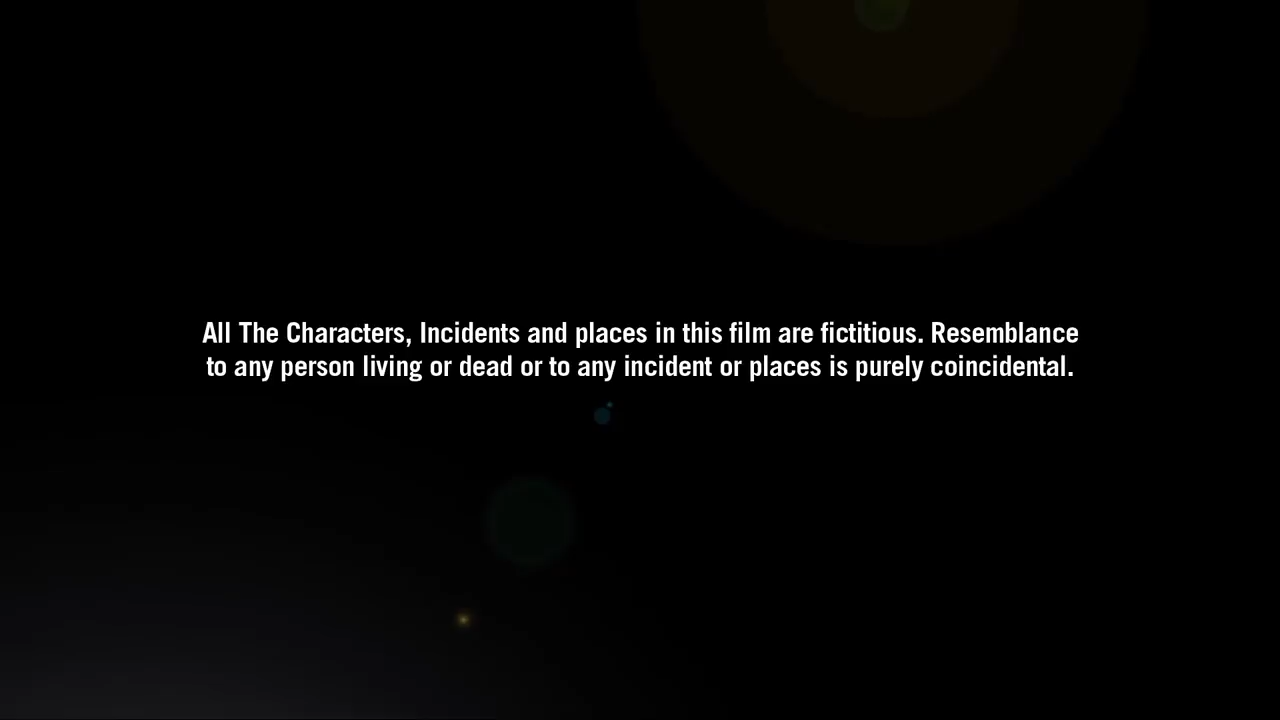 All The Characters, Incidents and places in this film are fictitious. Resemblance
to any person living or dead or to any incident or places is purely coincidental.